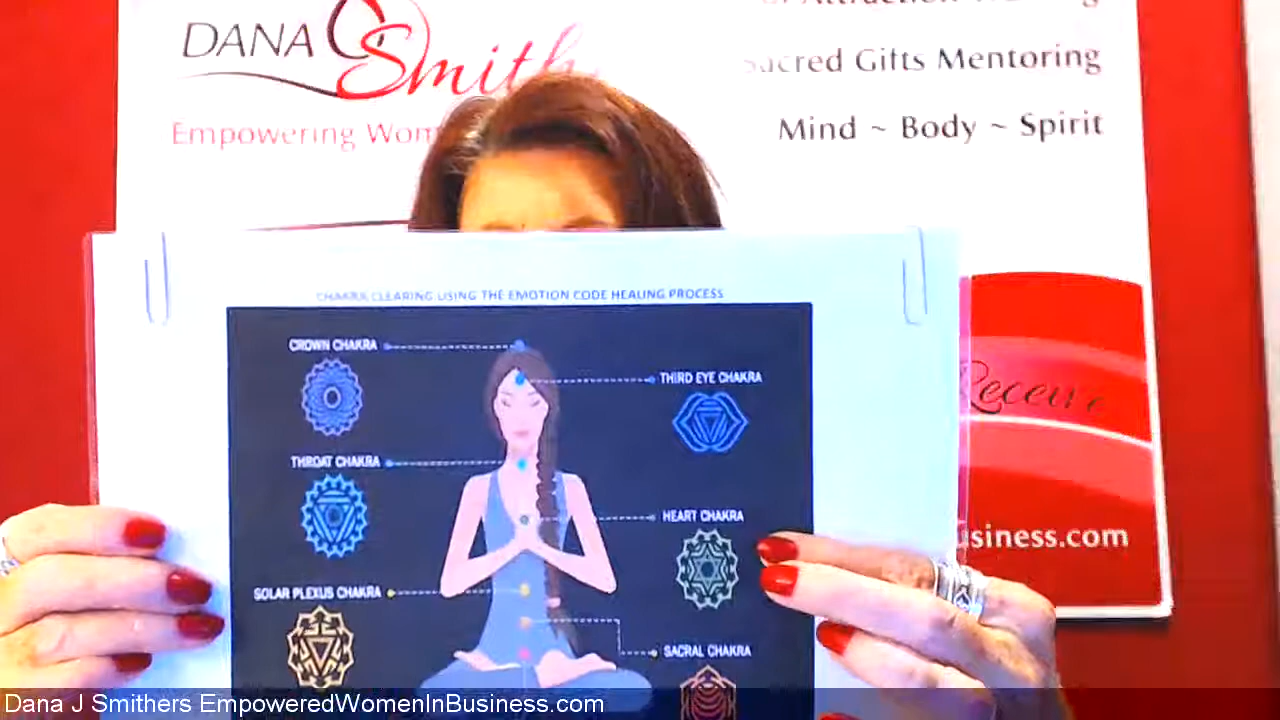 DANA Smith
of Attraction
Sacred Gifts Mentoring
Empowering Wom
Mind ~ Body ~ Spirit
CHAKRA CLEARING USING THE EMOTION CODE HEALING PROCESS
CROWN CHAKRA
THIRD EYE CHAKRA
Receive
THROAT CHAKRA
HEART CHAKRA
usiness.com
SOLAR PLEXUS CHAKRA
SACRAL CHAKRA
Dana J Smithers EmpoweredWomenInBusiness.com